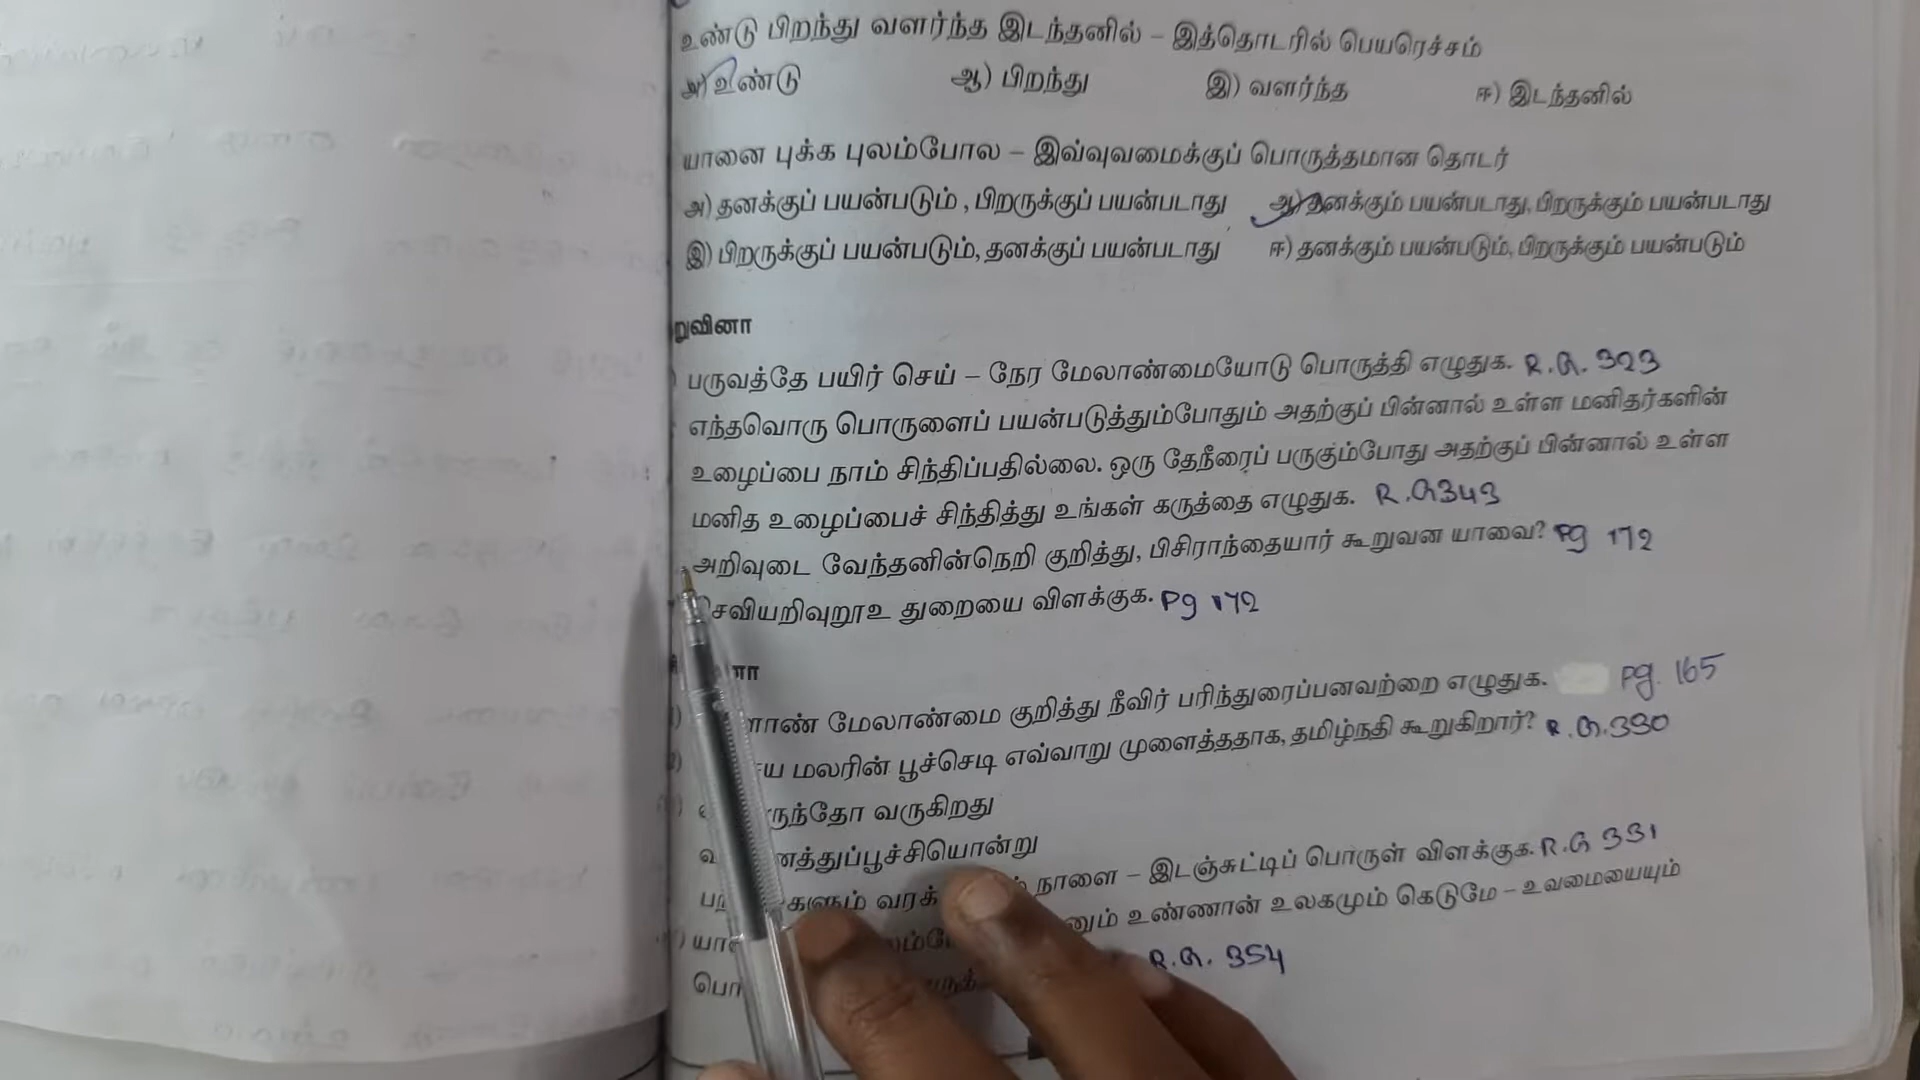 உண்டு பிறந்து வளர்ந்த இடந்தனில் – இத்தொடரில் பெயரெச்சம்
அ) உண்டு ஆ) பிறந்து இ) வளர்ந்த ஈ) இடந்தனில்
யானை புக்க புலம்போல – இவ்வுவமைக்குப் பொருத்தமான தொடர்
அ) தனக்குப் பயன்படும் , பிறருக்குப் பயன்படாது ஆ) தனக்கும் பயன்படாது, பிறருக்கும் பயன்படாது
இ) பிறருக்குப் பயன்படும், தனக்குப் பயன்படாது ஈ) தனக்கும் பயன்படும், பிறருக்கும் பயன்படும்
றுவினா
பருவத்தே பயிர் செய் – நேர மேலாண்மையோடு பொருத்தி எழுதுக. R.G. 323
எந்தவொரு பொருளைப் பயன்படுத்தும்போதும் அதற்குப் பின்னால் உள்ள மனிதர்களின்
உழைப்பை நாம் சிந்திப்பதில்லை. ஒரு தேநீரைப் பருகும்போது அதற்குப் பின்னால் உள்ள
மனித உழைப்பைச் சிந்தித்து உங்கள் கருத்தை எழுதுக. R.G343
அறிவுடை வேந்தனின்நெறி குறித்து, பிசிராந்தையார் கூறுவன யாவை? Pg 172
செவியறிவுறூஉ துறையை விளக்குக. Pg 172
னா
ளாண் மேலாண்மை குறித்து நீவிர் பரிந்துரைப்பனவற்றை எழுதுக. Pg. 165
ய மலரின் பூச்செடி எவ்வாறு முளைத்ததாக, தமிழ்நதி கூறுகிறார்? R.G.330
ருந்தோ வருகிறது
ணத்துப்பூச்சியொன்று
களும் வரக் நாளை – இடஞ்சுட்டிப் பொருள் விளக்குக. R.G 331
னும் உண்ணான் உலகமும் கெடுமே – உவமையையும்
பொ R.G. 354